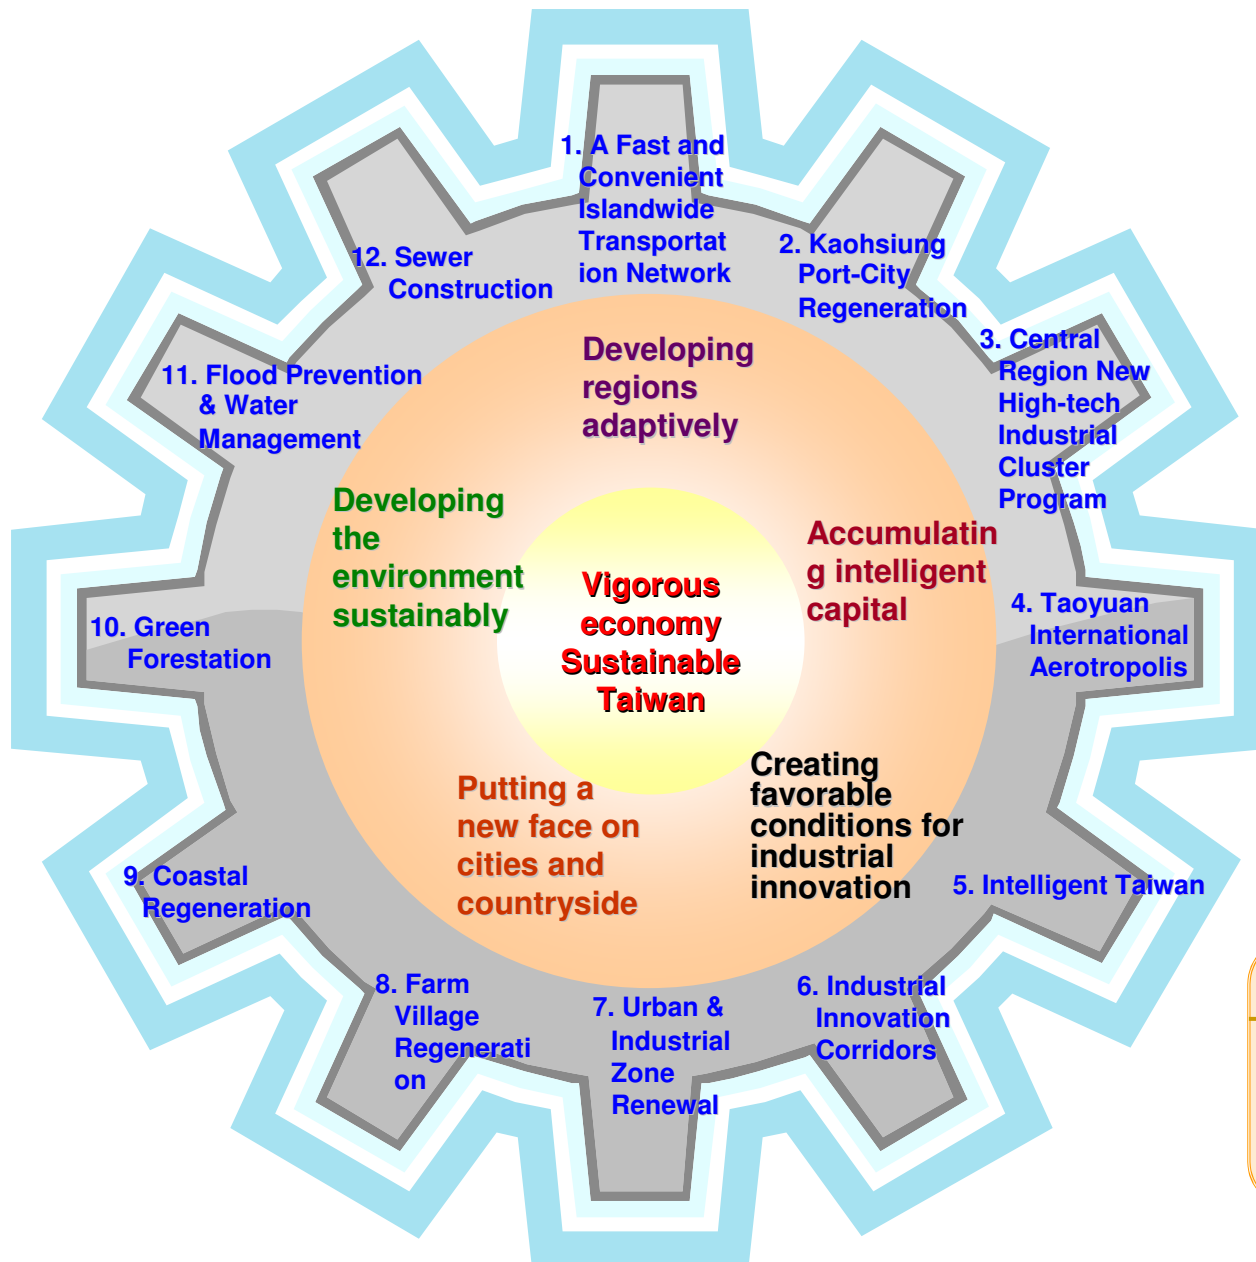 1. A Fast and
Convenient
Islandwide
Transportat
ion Network
2. Kaohsiung
Port-City
Regeneration
3. Central
Region New
High-tech
Industrial
Cluster
Program
4. Taoyuan
International
Aerotropolis
5. Intelligent Taiwan
6. Industrial
Innovation
Corridors
7. Urban &
Industrial
Zone
Renewal
8. Farm
Village
Regenerati
on
9. Coastal
Regeneration
10. Green
Forestation
11. Flood Prevention
& Water
Management
12. Sewer
Construction
Developing
regions
adaptively
Accumulatin
g intelligent
capital
Creating
favorable
conditions for
industrial
innovation
Putting a
new face on
cities and
countryside
Developing
the
environment
sustainably
Vigorous
economy
Sustainable
Taiwan